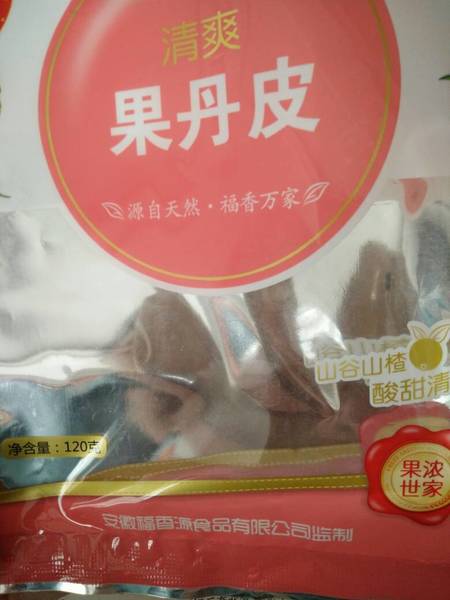 清爽
果丹皮
源自天然·福香万家
山谷山楂
酸甜清
净含量：120克
果浓
世家
安徽福香源食品有限公司监制